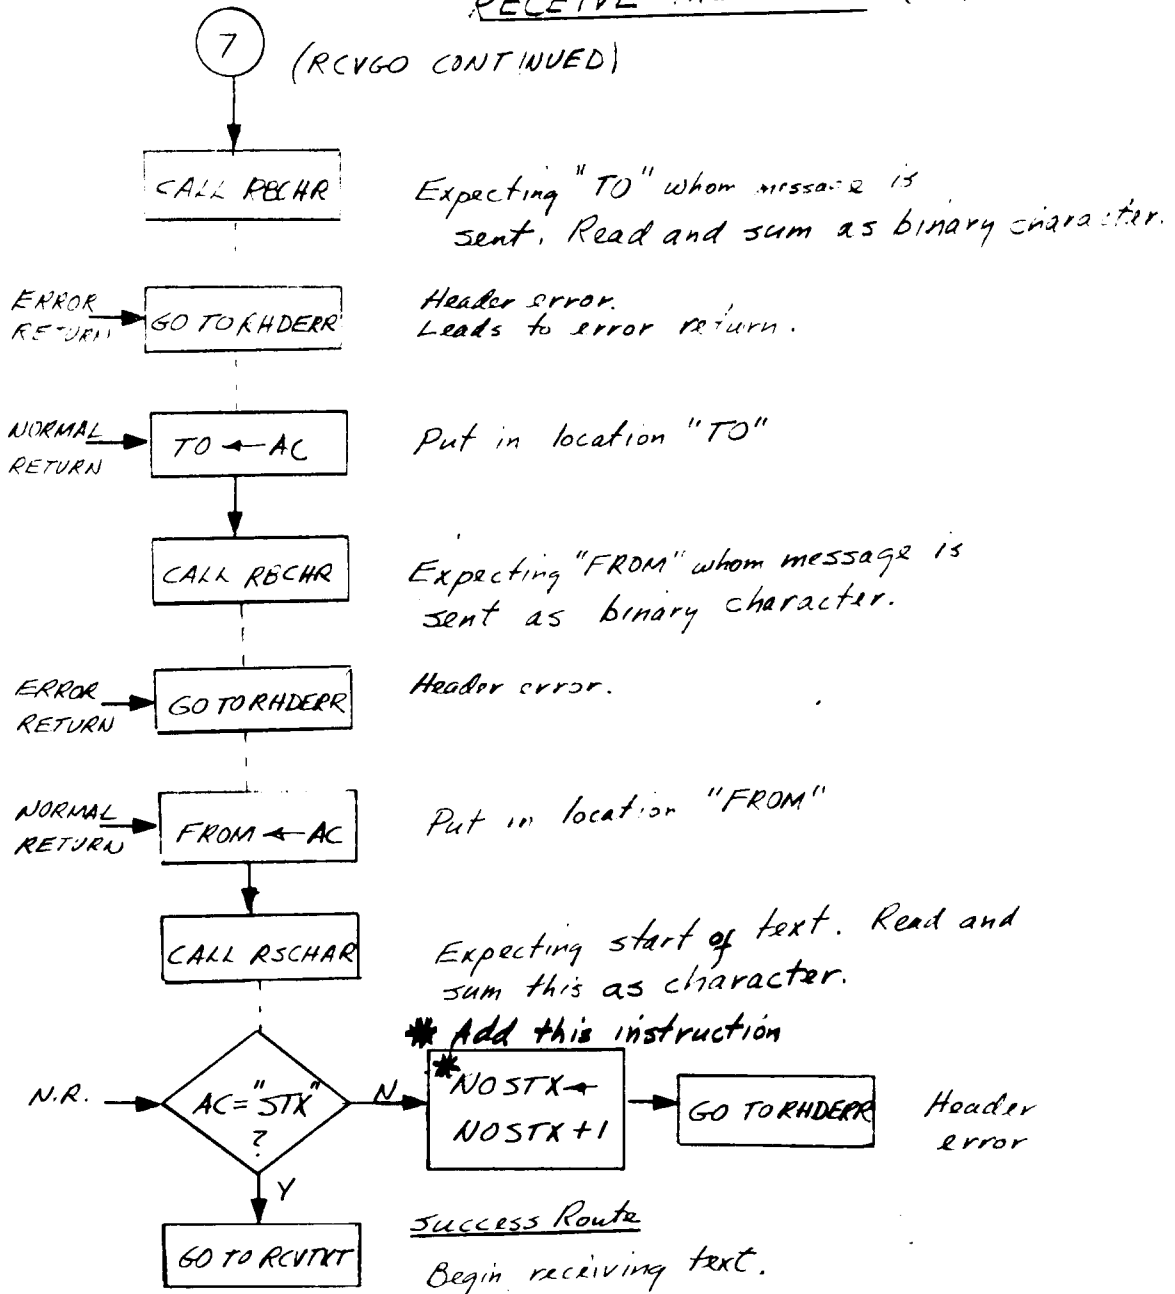 RECEIVE
7
(RCVGO CONTINUED)
CALL RBCHR
Expecting "TO" whom message is
sent. Read and sum as binary character.
ERROR
RETURN
GO TO RHDERR
Header error.
Leads to error return.
NORMAL
RETURN
TO ← AC
Put in location "TO"
CALL RBCHR
Expecting "FROM" whom message is
sent as binary character.
ERROR
RETURN
GO TO RHDERR
Header error.
NORMAL
RETURN
FROM ← AC
Put in location "FROM"
CALL RSCHAR
Expecting start of text. Read and
sum this as character.
* Add this instruction
N.R.
AC="STX"
?
N
* NOSTX ←
NOSTX +1
GO TO RHDERR
Header
error
Y
GO TO RCVTXT
Success Route
Begin receiving text.